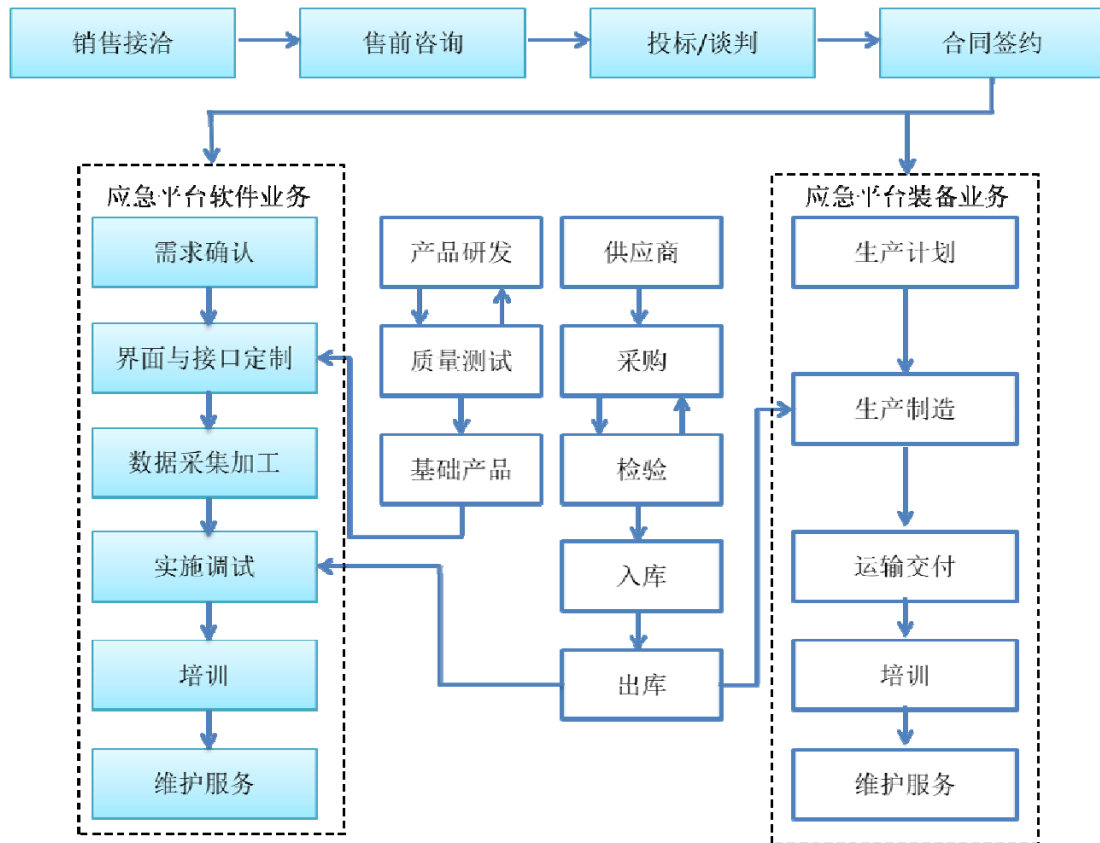 销售接洽
售前咨询
投标/谈判
合同签约
应急平台软件业务
需求确认
界面与接口定制
数据采集加工
实施调试
培训
维护服务
产品研发
质量测试
基础产品
供应商
采购
检验
入库
出库
应急平台装备业务
生产计划
生产制造
运输交付
培训
维护服务